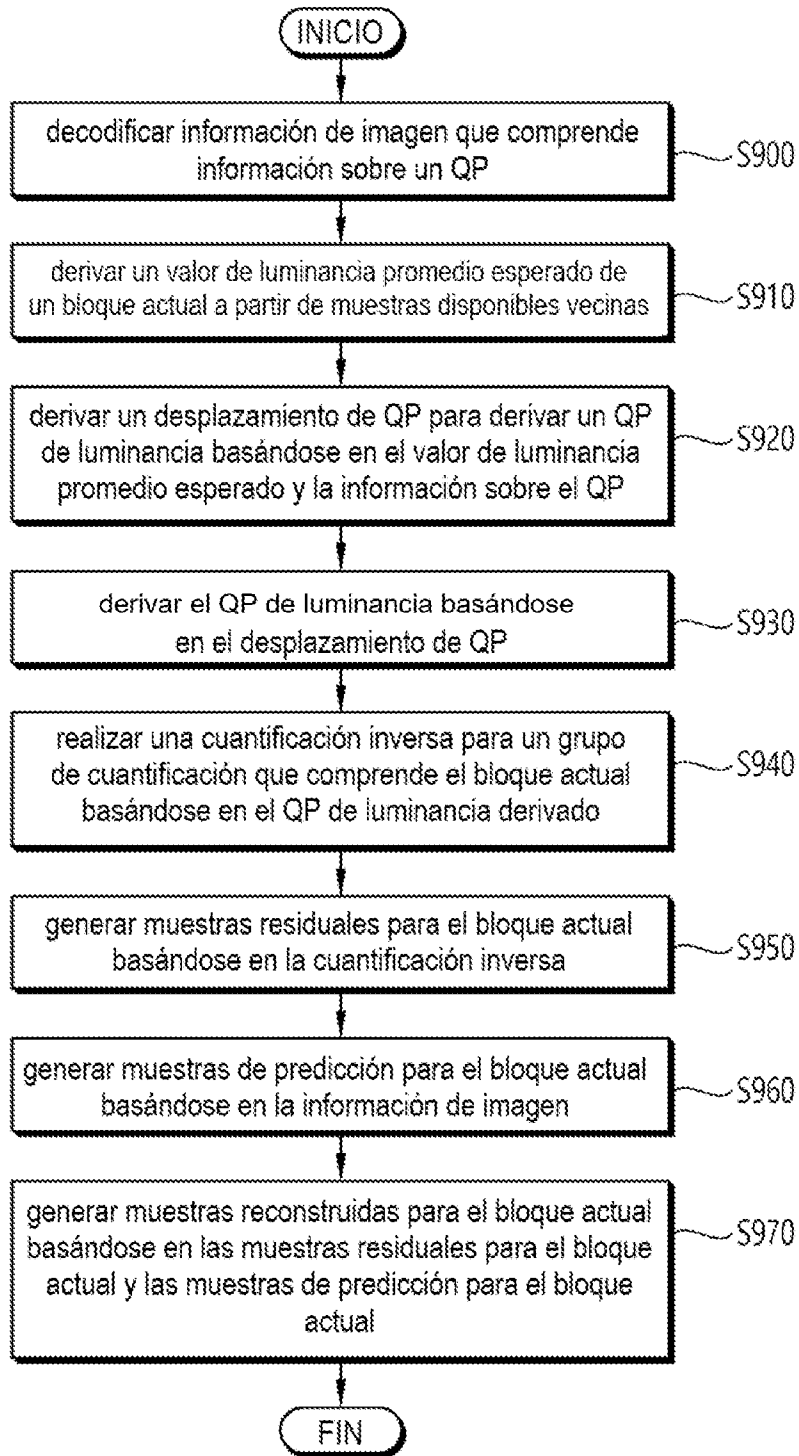 INICIO
decodificar información de imagen que comprende
información sobre un QP
S900
derivar un valor de luminancia promedio esperado de
un bloque actual a partir de muestras disponibles vecinas
S910
derivar un desplazamiento de QP para derivar un QP
de luminancia basándose en el valor de luminancia
promedio esperado y la información sobre el QP
S920
derivar el QP de luminancia basándose
en el desplazamiento de QP
S930
realizar una cuantificación inversa para un grupo
de cuantificación que comprende el bloque actual
basándose en el QP de luminancia derivado
S940
generar muestras residuales para el bloque actual
basándose en la cuantificación inversa
S950
generar muestras de predicción para el bloque actual
basándose en la información de imagen
S960
generar muestras reconstruidas para el bloque actual
basándose en las muestras residuales para el bloque
actual y las muestras de predicción para el bloque
actual
S970
FIN